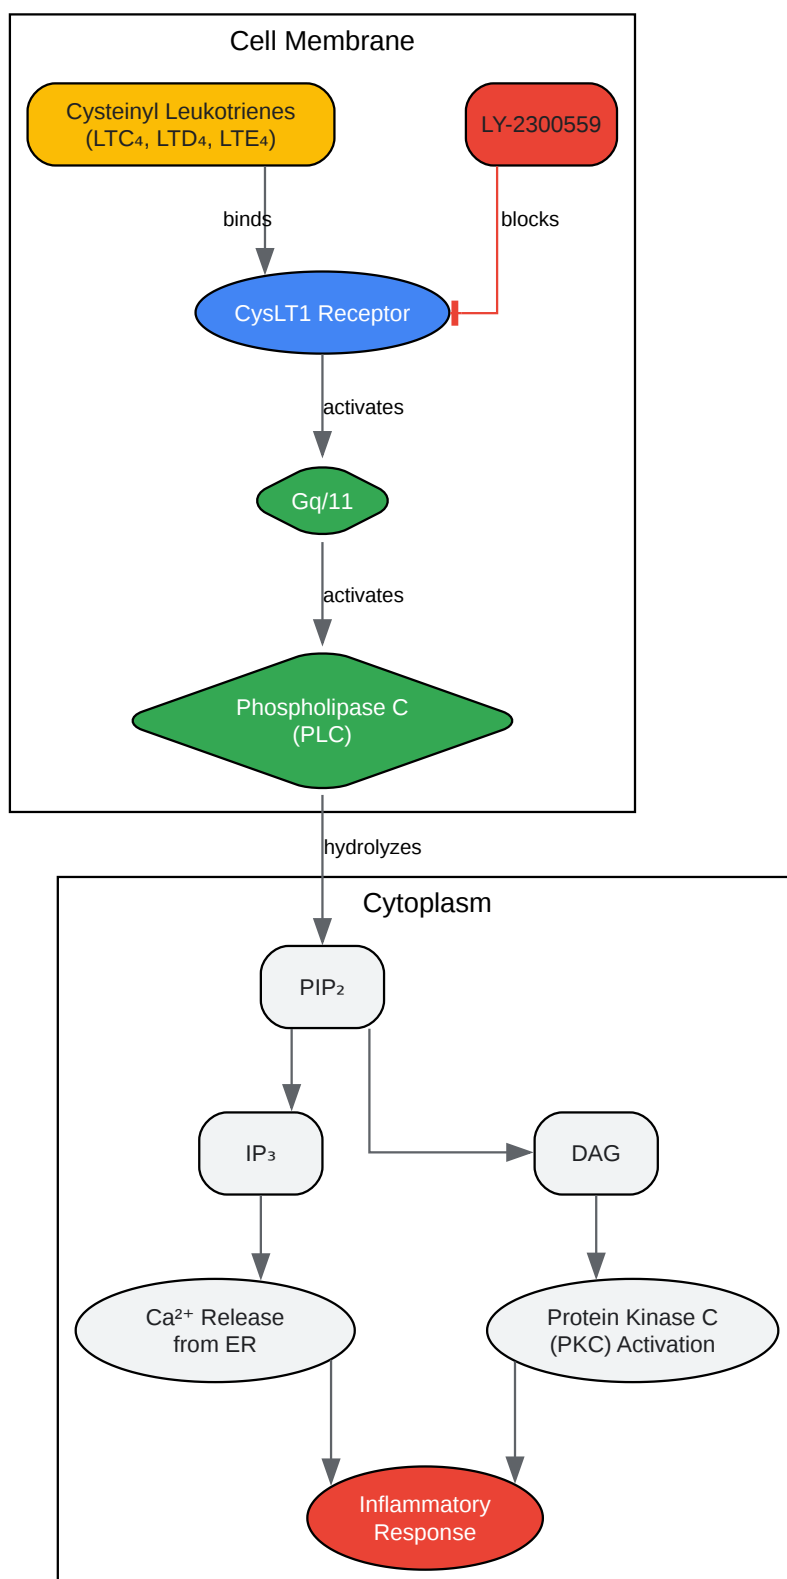 Cell Membrane
Cysteinyl Leukotrienes
(LTC₄, LTD₄, LTE₄)
LY-2300559
binds
blocks
CysLT1 Receptor
activates
Gq/11
activates
Phospholipase C
(PLC)
hydrolyzes
Cytoplasm
PIP₂
IP₃
DAG
Ca²⁺ Release
from ER
Protein Kinase C
(PKC) Activation
Inflammatory
Response